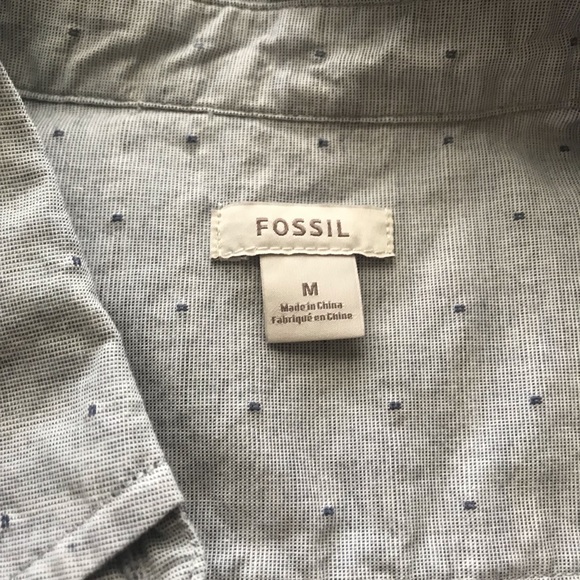 FOSSIL
M
Made in China
Fabriqué en Chine